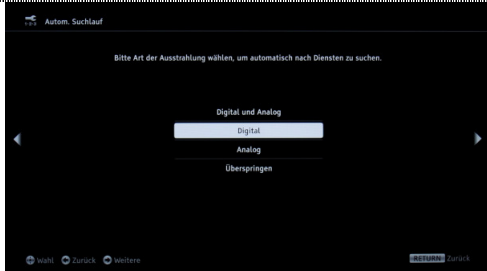 Autom. Suchlauf
Bitte Art der Ausstrahlung wählen, um automatisch nach Diensten zu suchen.
Digital und Analog
Digital
Analog
Überspringen
Wahl Zurück Weitere
RETURN Zurück